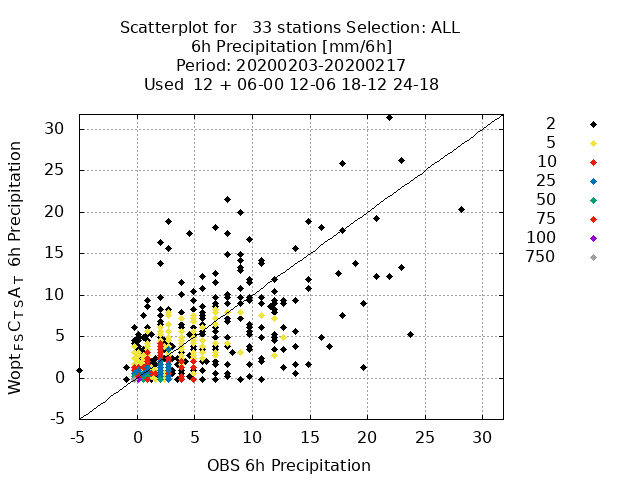 Scatterplot for   33 stations Selection: ALL
6h Precipitation [mm/6h]
Period: 20200203-20200217
Used  12 + 06-00 12-06 18-12 24-18
Wopt FS C T S A T 6h Precipitation
30
25
20
15
10
5
0
-5
-5 0 5 10 15 20 25 30
OBS 6h Precipitation
2
5
10
25
50
75
100
750